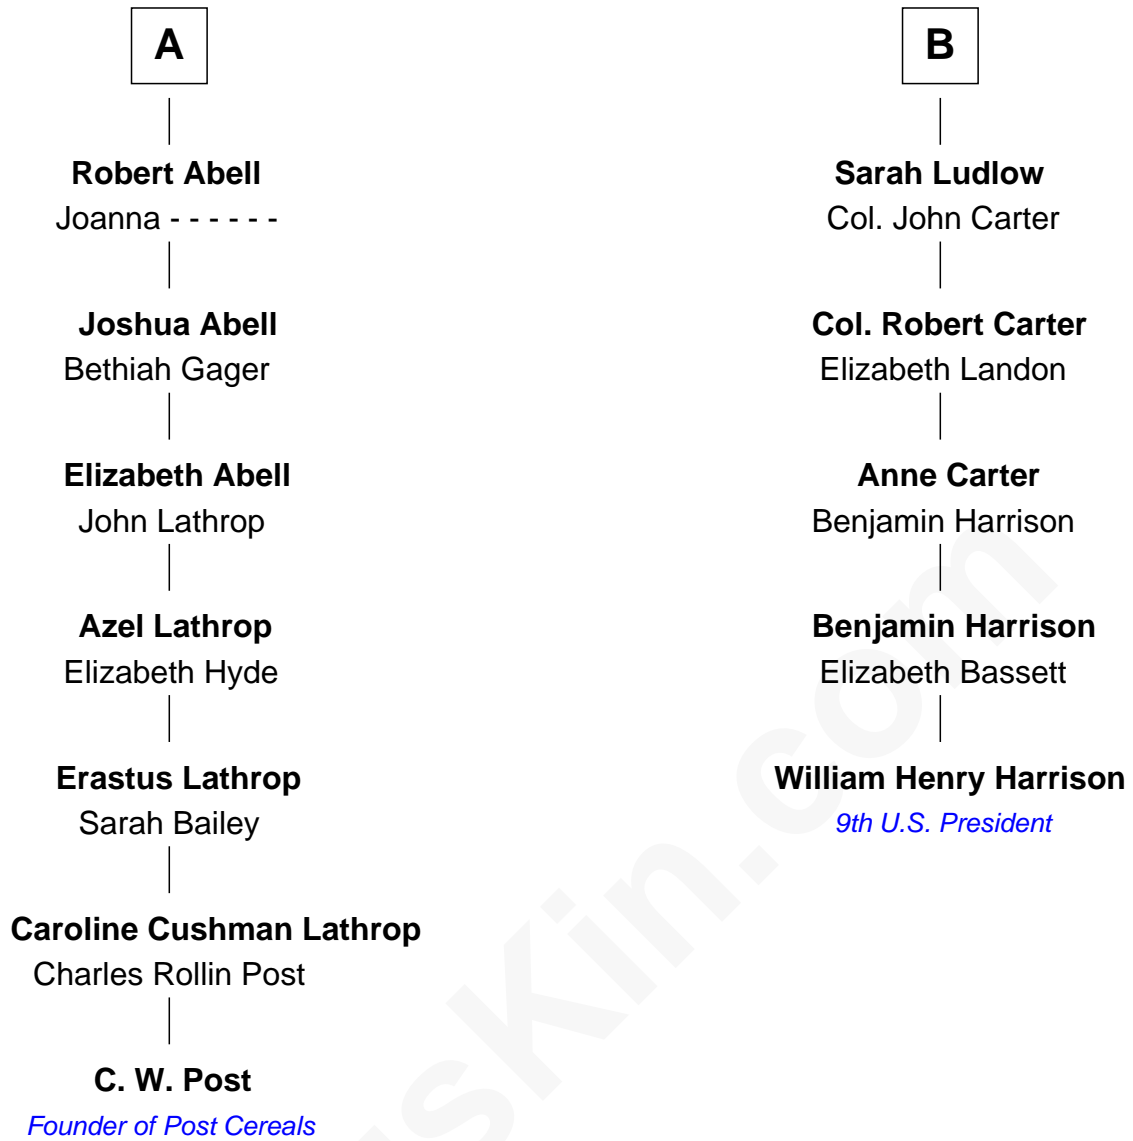 A
Robert Abell
Joanna - - - - - -
Joshua Abell
Bethiah Gager
Elizabeth Abell
John Lathrop
Azel Lathrop
Elizabeth Hyde
Erastus Lathrop
Sarah Bailey
Caroline Cushman Lathrop
Charles Rollin Post
C. W. Post
Founder of Post Cereals
B
Sarah Ludlow
Col. John Carter
Col. Robert Carter
Elizabeth Landon
Anne Carter
Benjamin Harrison
Benjamin Harrison
Elizabeth Bassett
William Henry Harrison
9th U.S. President